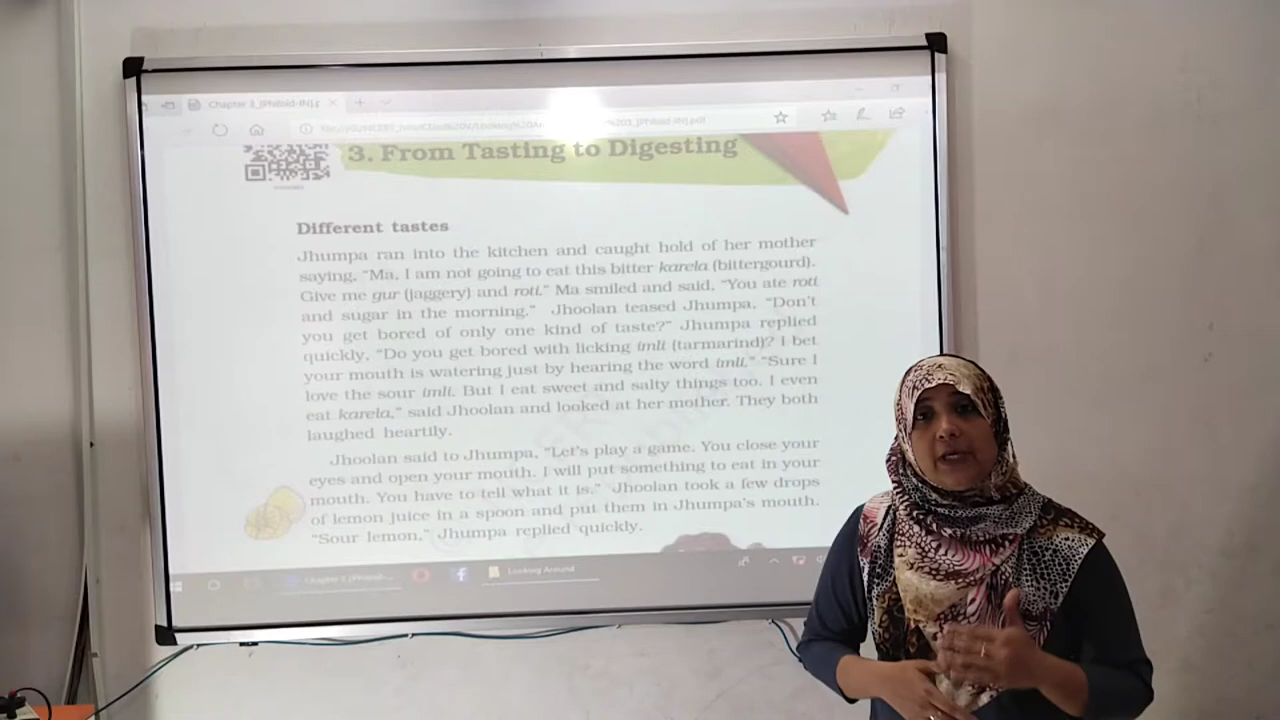 Chapter 3_[Philoid-IN].p
3. From Tasting to Digesting
Different tastes
Jhumpa ran into the kitchen and caught hold of her mother
saying, "Ma, I am not going to eat this bitter karela (bittergourd).
Give me gur (jaggery) and roti." Ma smiled and said, "You ate roti
and sugar in the morning." Jhoolan teased Jhumpa, "Don't
you get bored of only one kind of taste?" Jhumpa replied
quickly, "Do you get bored with licking imli (tarmarind)? I bet
your mouth is watering just by hearing the word imli." "Sure I
love the sour imli. But I eat sweet and salty things too. I even
eat karela," said Jhoolan and looked at her mother. They both
laughed heartily.
Jhoolan said to Jhumpa, "Let's play a game. You close your
eyes and open your mouth. I will put something to eat in your
mouth. You have to tell what it is." Jhoolan took a few drops
of lemon juice in a spoon and put them in Jhumpa's mouth.
"Sour lemon," Jhumpa replied quickly.
Looking Around